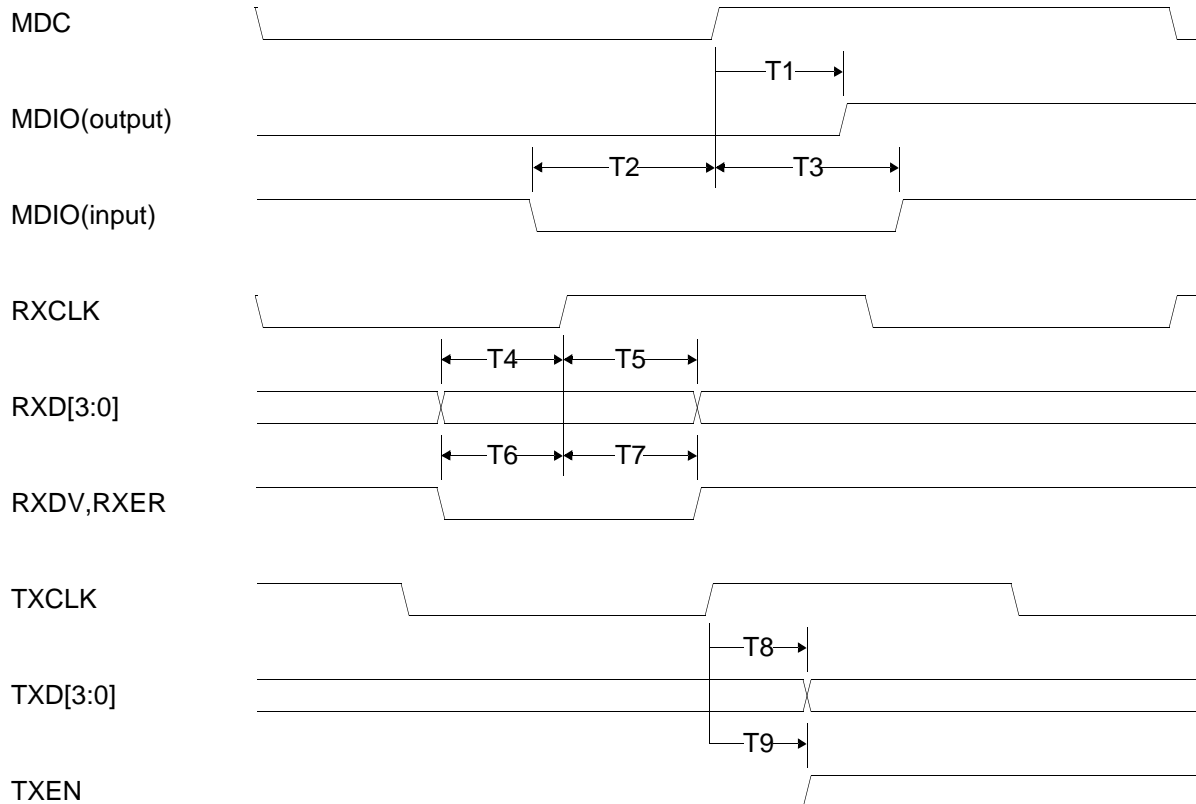 MDC
T1
MDIO(output)
T2 T3
MDIO(input)
RXCLK
T4 T5
RXD[3:0]
T6 T7
RXDV,RXER
TXCLK
T8
TXD[3:0]
T9
TXEN